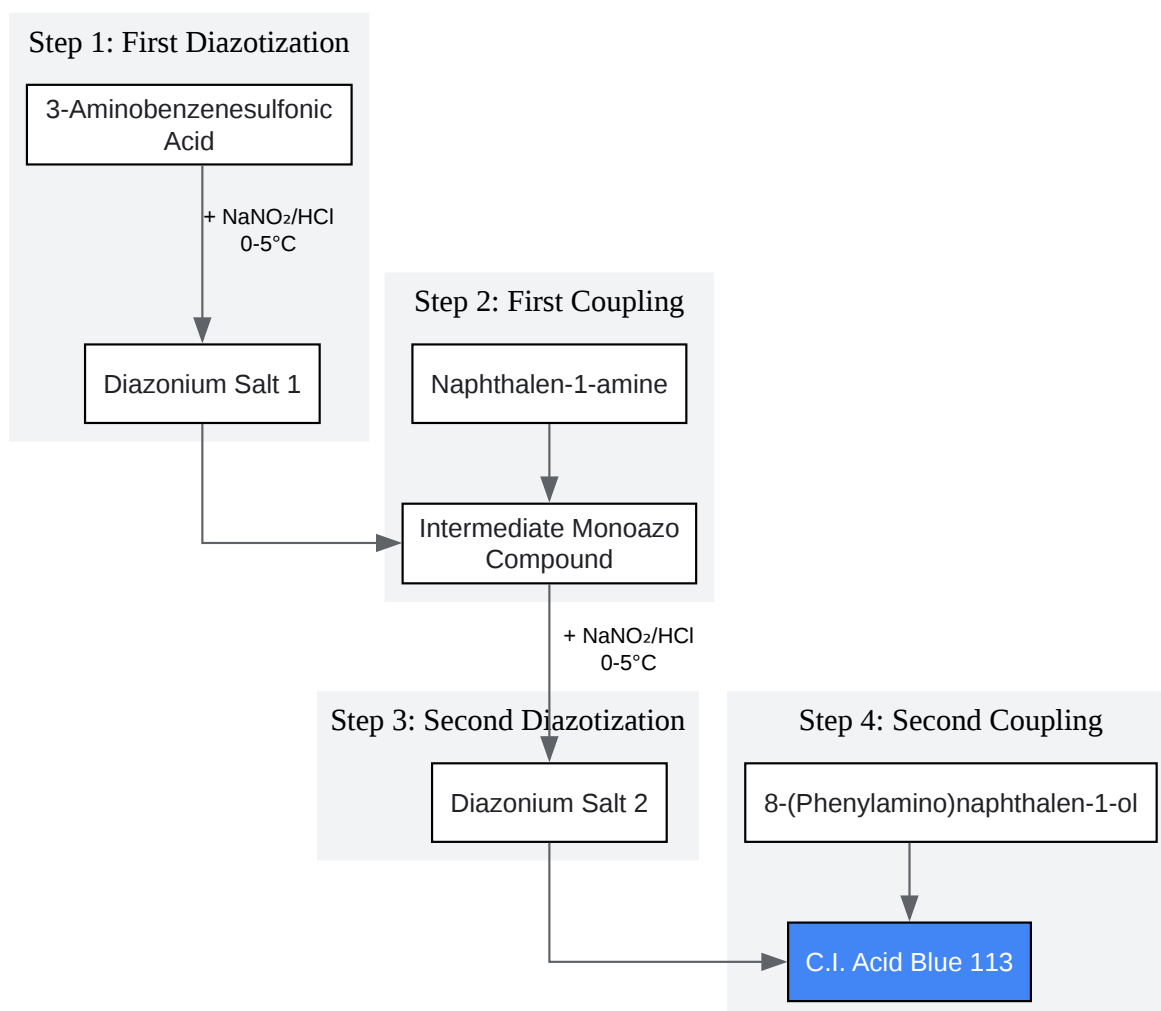 Step 1: First Diazotization
3-Aminobenzenesulfonic
Acid
+ NaNO₂/HCl
0-5°C
Diazonium Salt 1
Step 2: First Coupling
Naphthalen-1-amine
Intermediate Monoazo
Compound
+ NaNO₂/HCl
0-5°C
Step 3: Second Diazotization
Diazonium Salt 2
Step 4: Second Coupling
8-(Phenylamino)naphthalen-1-ol
C.I. Acid Blue 113